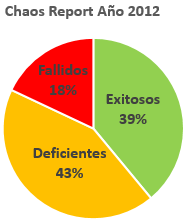 Chaos Report Año 2012
Fallidos
18%
Exitosos
39%
Deficientes
43%